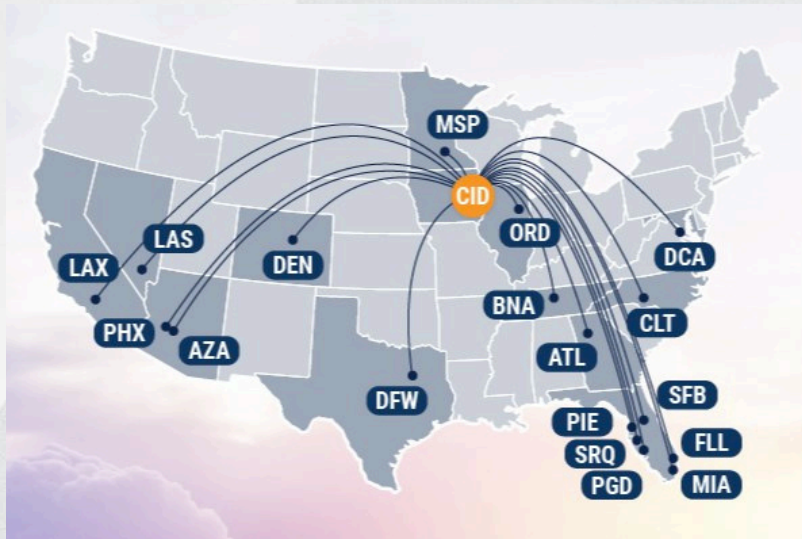 MSP
CID
ORD
LAS
DEN
DCA
LAX
BNA
CLT
PHX
AZA
ATL
DFW
SFB
PIE
FLL
SRQ
PGD
MIA